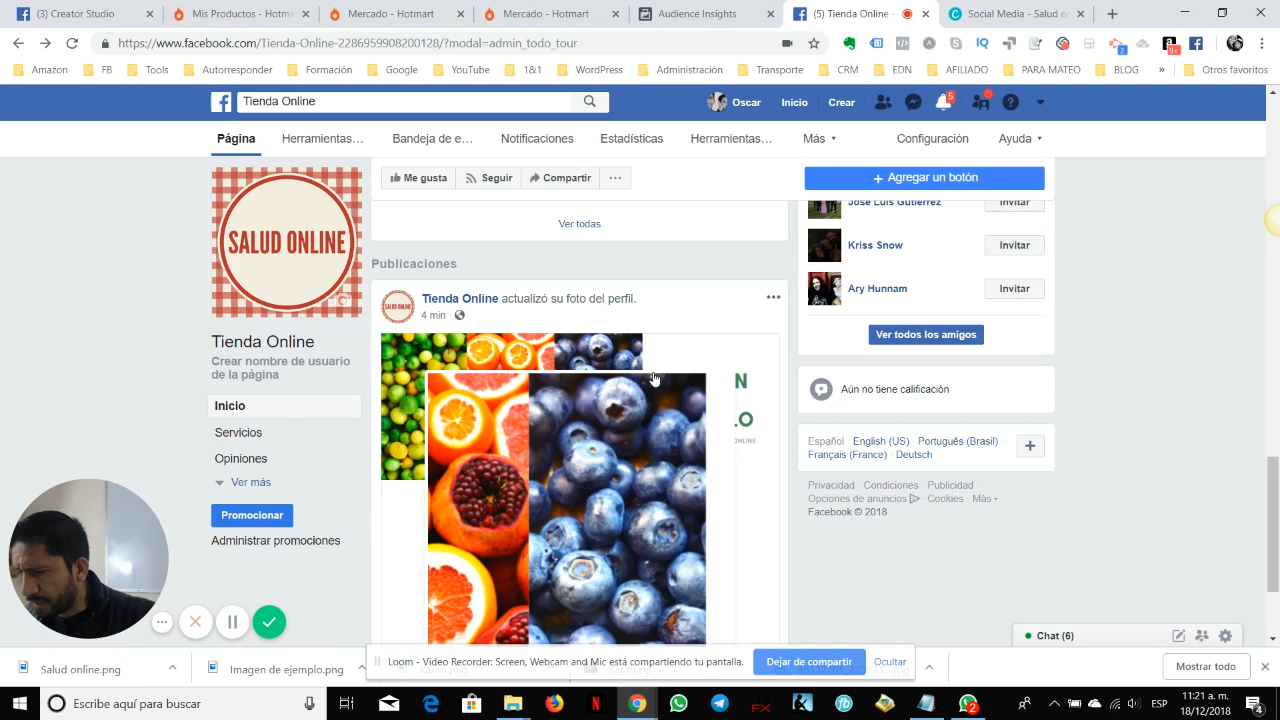 (3) Creator Studio
Mis Productos - Hotm
Mercado - Hotmart
Mercado - Hotmart
Audience Insights
(5) Tienda Online
Social Media - Salud or
https://www.facebook.com/Tienda-Online-2286959908200128/?modal=admin_todo_tour
Amazon
FB
Tools
Autorresponder
Formación
Google
YouTube
1&1
WordPress
Administración
Transporte
CRM
EDN
AFILIADO
PARA MATEO
BLOG
»
Otros favoritos
Tienda Online
Oscar
Inicio
Crear
5
Página
Herramientas…
Bandeja de e…
Notificaciones
Estadísticas
Herramientas…
Más
Configuración
Ayuda
Me gusta
Seguir
Compartir
+ Agregar un botón
SALUD ONLINE
Ver todas
Jose Luis Gutierrez
Invitar
Kriss Snow
Invitar
Ary Hunnam
Invitar
Ver todos los amigos
Publicaciones
Tienda Online actualizó su foto del perfil.
4 min
SALUD ONLINE
N
LO
ONLINE
Tienda Online
Crear nombre de usuario
de la página
Inicio
Servicios
Opiniones
Ver más
Promocionar
Administrar promociones
Aún no tiene calificación
Español · English (US) · Português (Brasil) ·
Français (France) · Deutsch
Privacidad · Condiciones · Publicidad ·
Opciones de anuncios · Cookies · Más
Facebook © 2018
Chat (6)
Salud online.png
Imagen de ejemplo.png
Loom - Video Recorder: Screen, Webcam and Mic está compartiendo tu pantalla.
Dejar de compartir
Ocultar
Mostrar todo
Escribe aquí para buscar
ESP
11:21 a. m.
18/12/2018